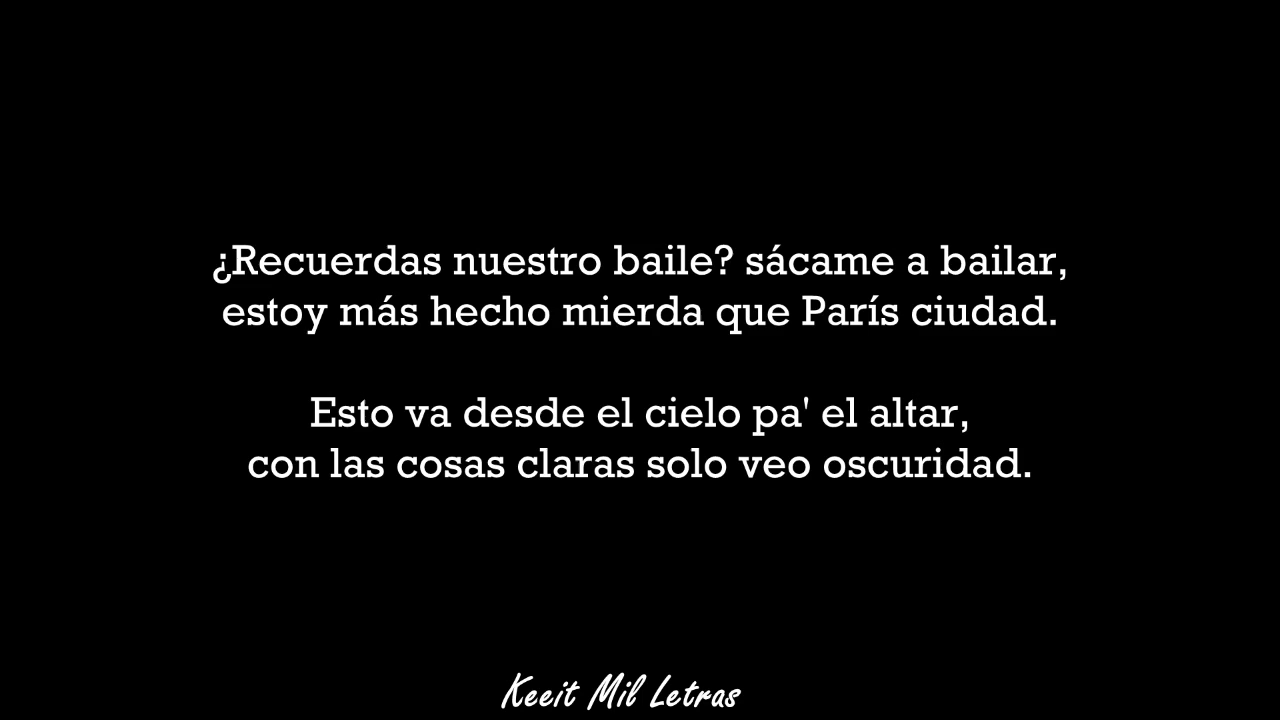 ¿Recuerdas nuestro baile? sácame a bailar,
estoy más hecho mierda que París ciudad.
Esto va desde el cielo pa' el altar,
con las cosas claras solo veo oscuridad.
Keeit Mil Letras